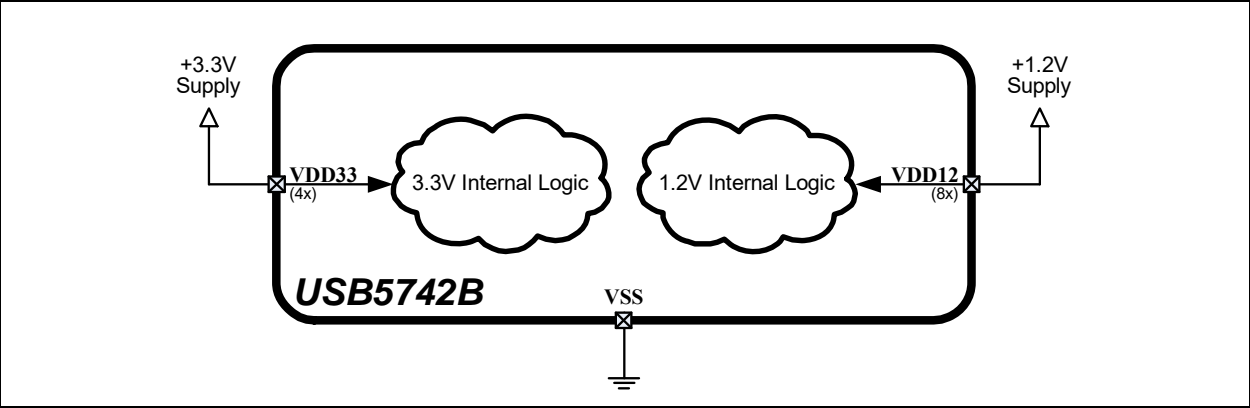 +3.3V
Supply
+1.2V
Supply
VDD33
(4x)
3.3V Internal Logic
1.2V Internal Logic
VDD12
(8x)
USB5742B
VSS